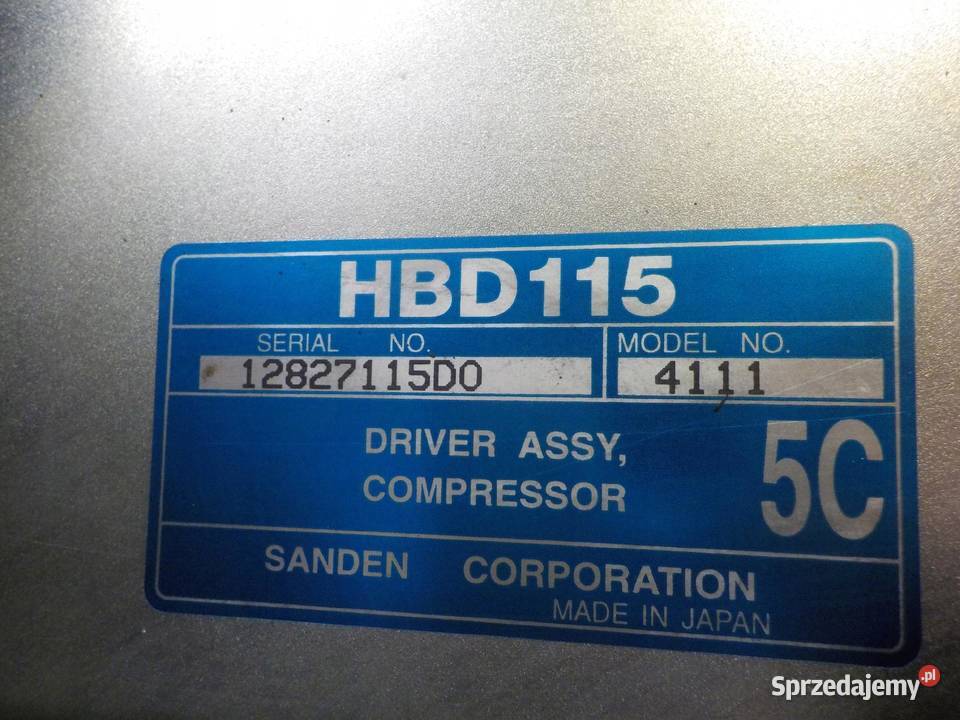 HBD115
SERIAL NO. MODEL NO.
12827115D0 4111
DRIVER ASSY,
COMPRESSOR
5C
SANDEN CORPORATION
MADE IN JAPAN
Sprzedajemy.pl